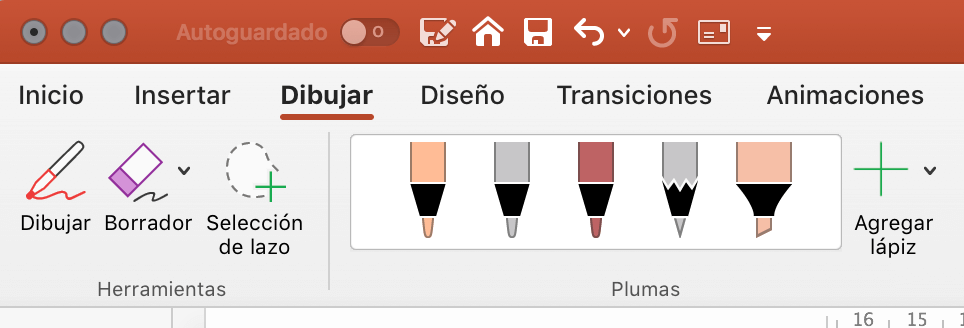 Autoguardado
Inicio Insertar Dibujar Diseño Transiciones Animaciones
Dibujar Borrador Selección de lazo Agregar lápiz
Herramientas Plumas
16 15